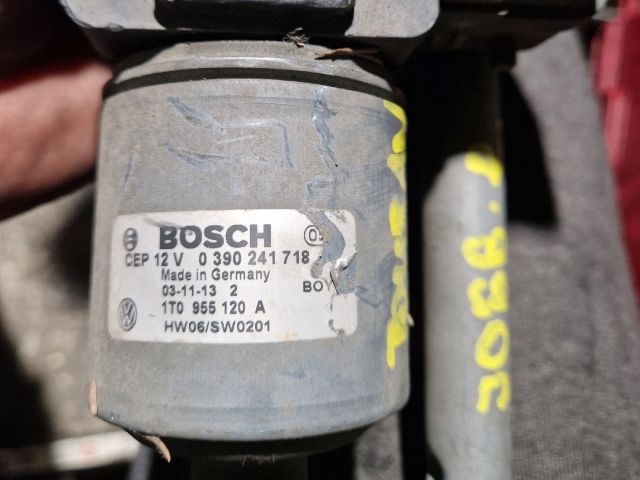 BOSCH
CEP 12 V 0 390 241 718
Made in Germany
03-11-13 2
BOY
1T0 955 120 A
HW06/SW0201